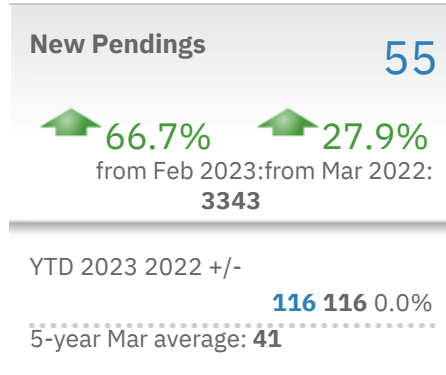 New Pendings
55
66.7% 27.9%
from Feb 2023:from Mar 2022:
3343
YTD 2023 2022 +/-
116 116 0.0%
5-year Mar average: 41